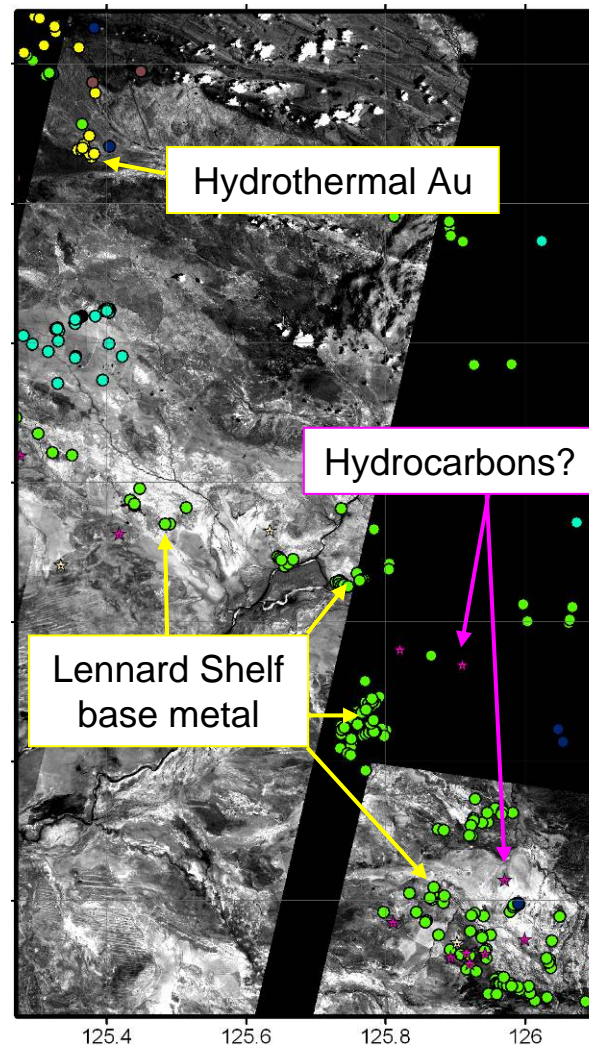 Hydrothermal Au
Hydrocarbons?
Lennard Shelf
base metal
125.4
125.6
125.8
126